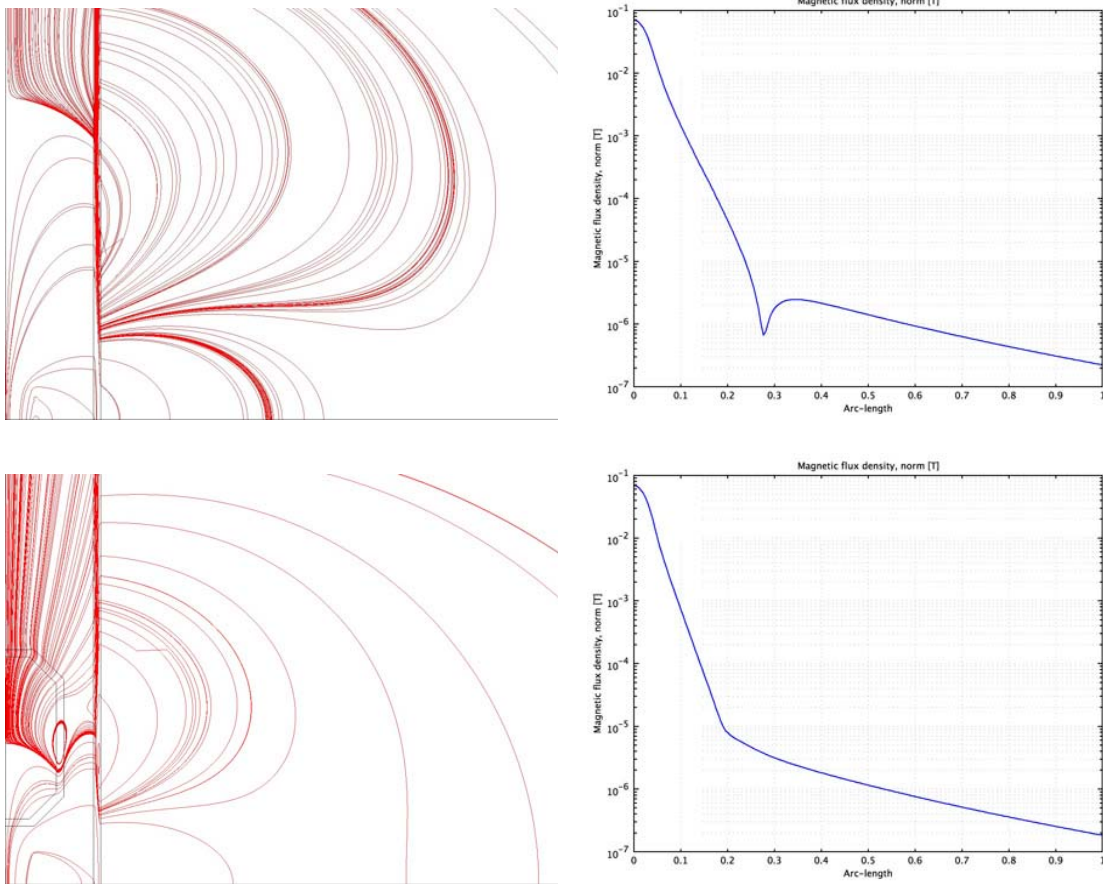 Magnetic flux density, norm [T]
Magnetic flux density, norm [T]
10⁻¹
10⁻²
10⁻³
10⁻⁴
10⁻⁵
10⁻⁶
10⁻⁷
0 0.1 0.2 0.3 0.4 0.5 0.6 0.7 0.8 0.9 1
Arc-length
Magnetic flux density, norm [T]
Magnetic flux density, norm [T]
10⁻¹
10⁻²
10⁻³
10⁻⁴
10⁻⁵
10⁻⁶
10⁻⁷
0 0.1 0.2 0.3 0.4 0.5 0.6 0.7 0.8 0.9 1
Arc-length